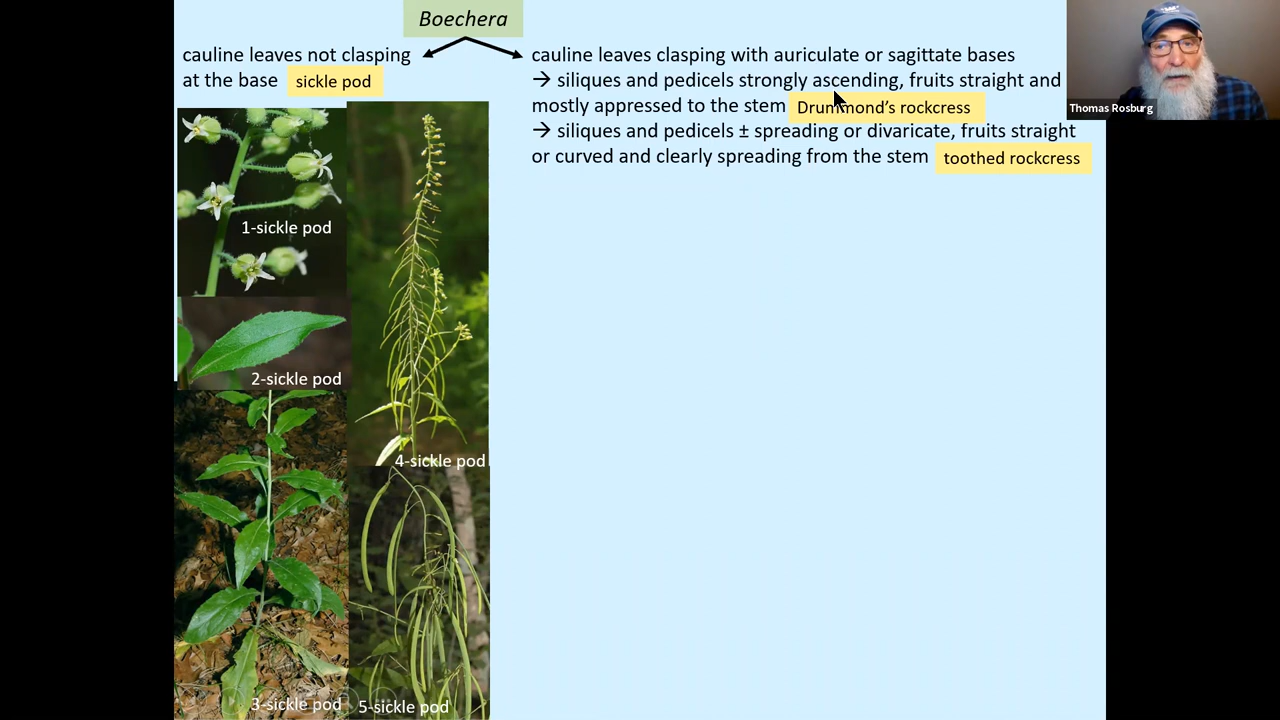 Boechera
cauline leaves not clasping
at the base sickle pod
cauline leaves clasping with auriculate or sagittate bases
→ siliques and pedicels strongly ascending, fruits straight and
mostly appressed to the stem Drummond's rockcress
→ siliques and pedicels ± spreading or divaricate, fruits straight
or curved and clearly spreading from the stem toothed rockcress
Thomas Rosburg
1-sickle pod
2-sickle pod
3-sickle pod
4-sickle pod
5-sickle pod